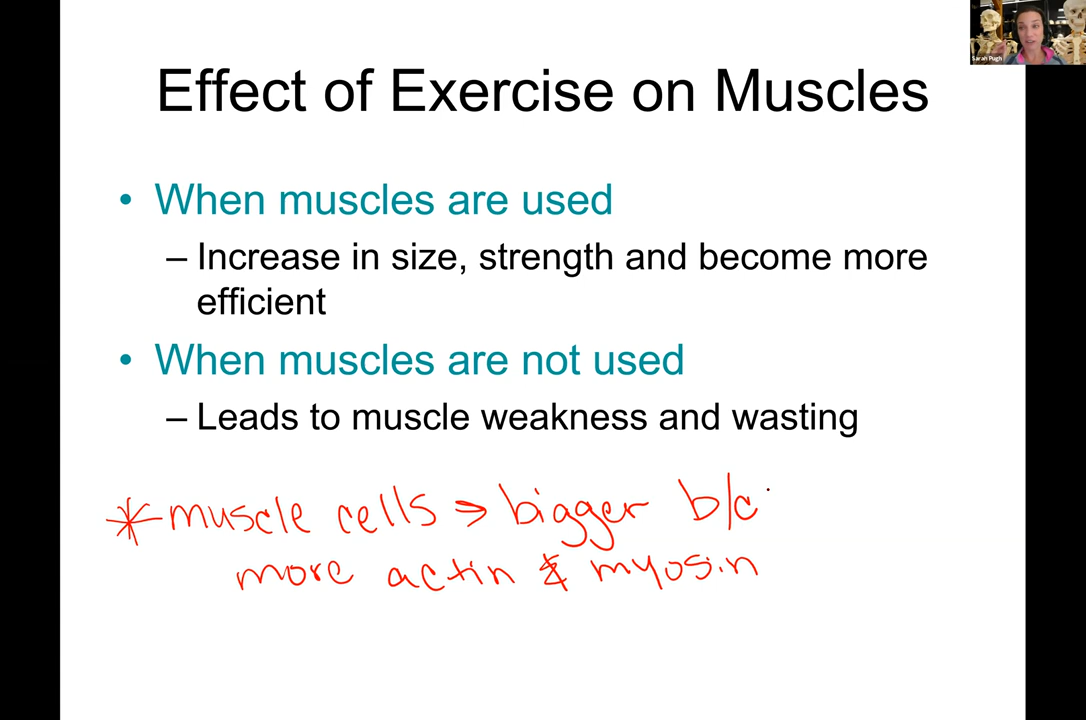 Sarah Pugh
Effect of Exercise on Muscles
• When muscles are used
– Increase in size, strength and become more
efficient
• When muscles are not used
– Leads to muscle weakness and wasting
* muscle cells → bigger b/c
more actin & myosin